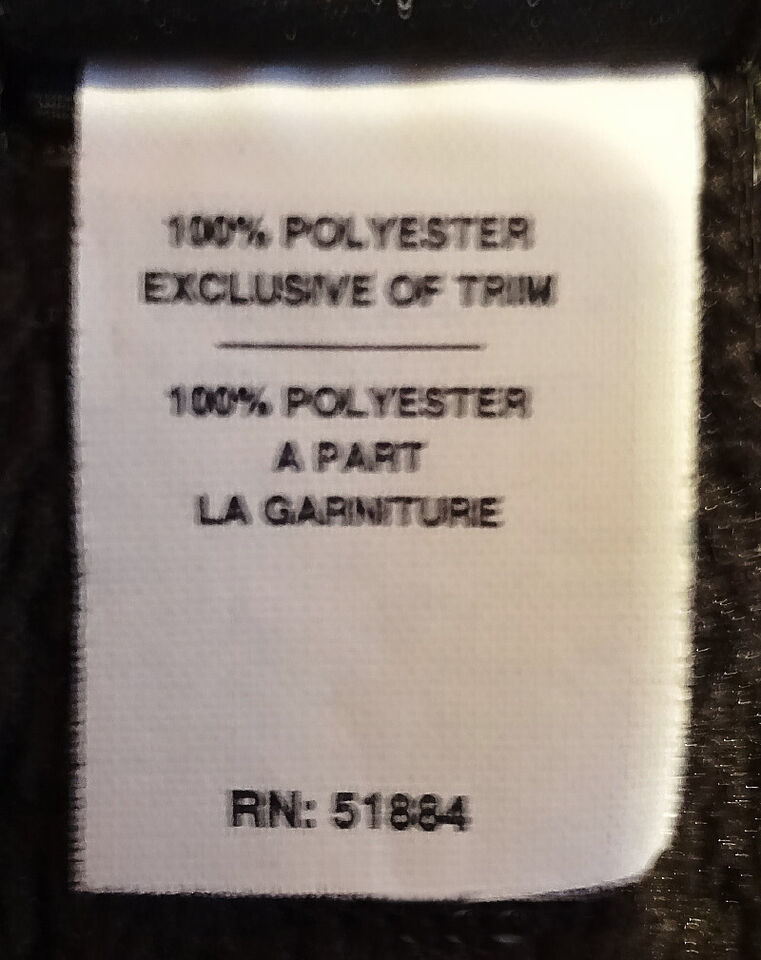 100% POLYESTER
EXCLUSIVE OF TRIM
100% POLYESTER
A PART
LA GARNITURE
RN: 51884